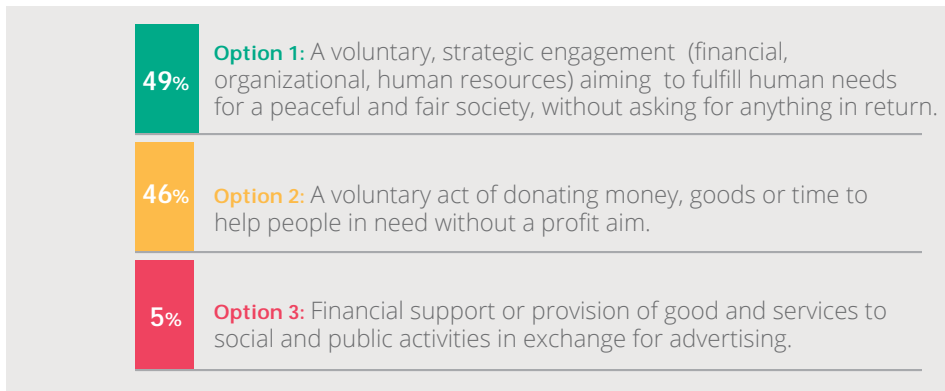 49%
Option 1: A voluntary, strategic engagement (financial,
organizational, human resources) aiming to fulfill human needs
for a peaceful and fair society, without asking for anything in return.
46%
Option 2: A voluntary act of donating money, goods or time to
help people in need without a profit aim.
5%
Option 3: Financial support or provision of good and services to
social and public activities in exchange for advertising.